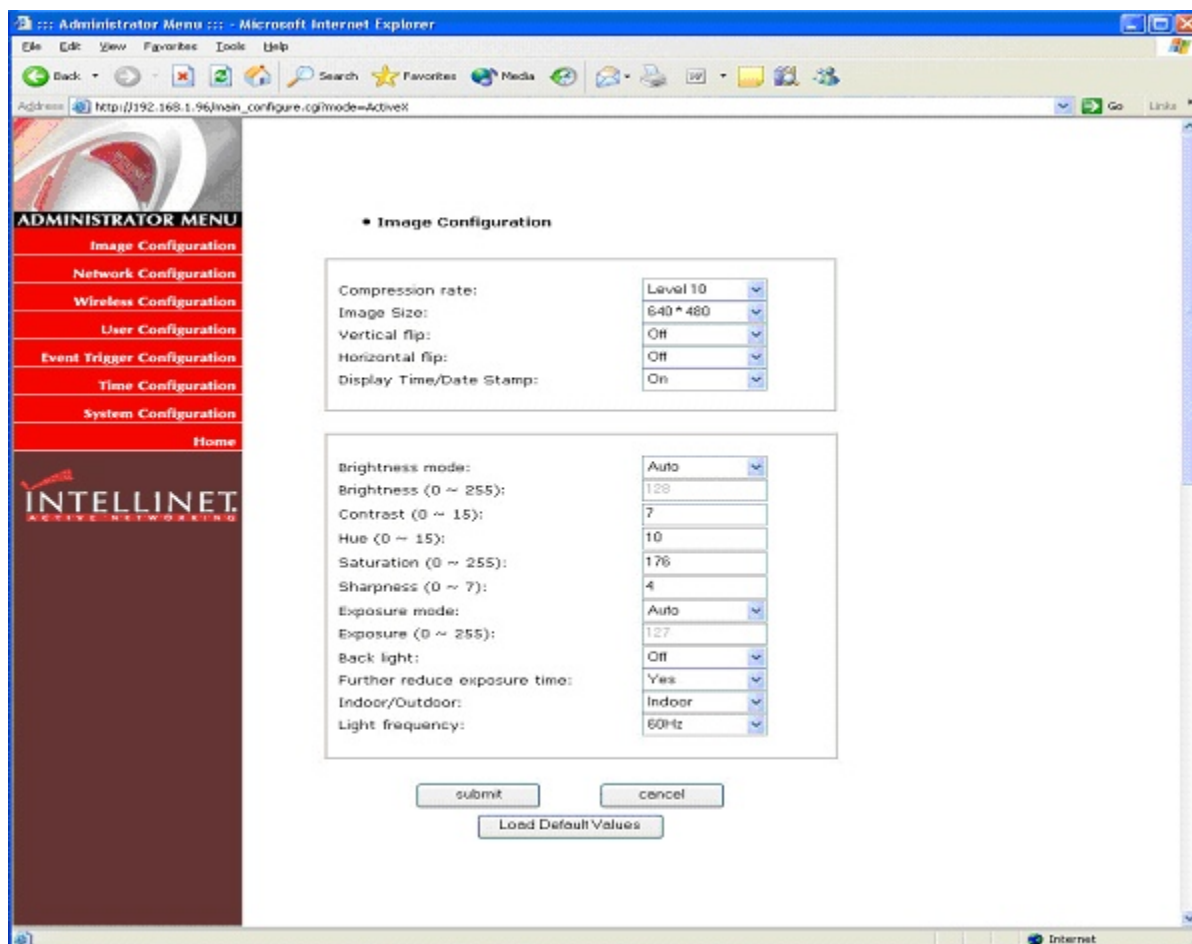 ::: Administrator Menu ::: - Microsoft Internet Explorer
File Edit View Favorites Tools Help
Back Search Favorites Media
Address http://192.168.1.96/main_configure.cgi?mode=ActiveX Go Links
ADMINISTRATOR MENU
Image Configuration
Network Configuration
Wireless Configuration
User Configuration
Event Trigger Configuration
Time Configuration
System Configuration
Home
INTELLINET.
ACTIVE NETWORKING
• Image Configuration
Compression rate: Level 10
Image Size: 640 * 480
Vertical flip: Off
Horizontal flip: Off
Display Time/Date Stamp: On
Brightness mode: Auto
Brightness (0 ~ 255): 128
Contrast (0 ~ 15): 7
Hue (0 ~ 15): 10
Saturation (0 ~ 255): 176
Sharpness (0 ~ 7): 4
Exposure mode: Auto
Exposure (0 ~ 255): 127
Back light: Off
Further reduce exposure time: Yes
Indoor/Outdoor: Indoor
Light frequency: 60Hz
submit cancel
Load Default Values
Internet